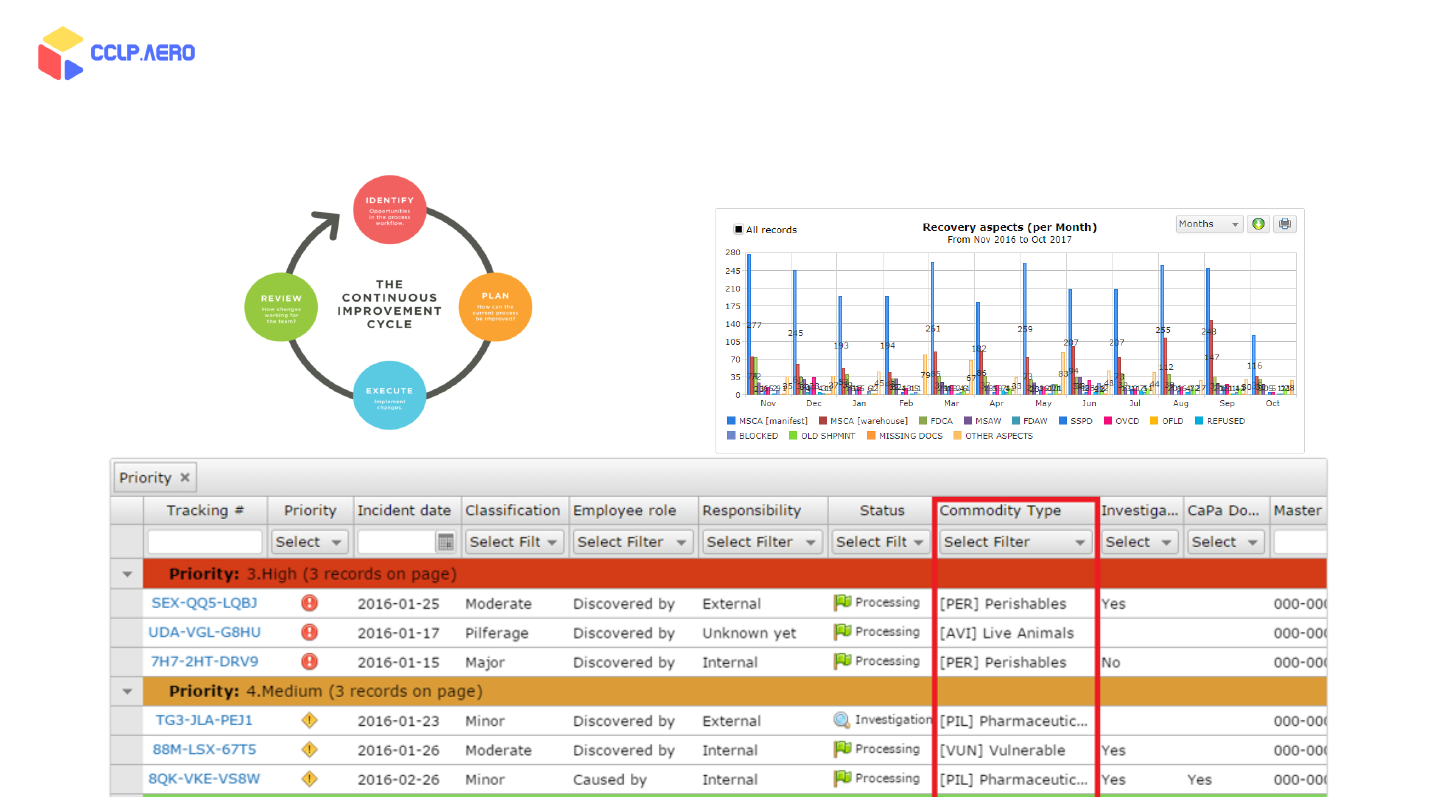 CCLP.AERO
IDENTIFY
Opportunities
in the process
workflow.
THE
CONTINUOUS
IMPROVEMENT
CYCLE
REVIEW
How changes
working for
the team?
PLAN
How can the
current process
be improved?
EXECUTE
Implement
changes
All records
Recovery aspects (per Month)
From Nov 2016 to Oct 2017
Months
280
245
210
175
140
105
70
35
0
277 245 193 194 261 182 259 207 207 255 248 147 116
112
Nov Dec Jan Feb Mar Apr May Jun Jul Aug Sep Oct
MSCA [manifest] MSCA [warehouse] FDCA MSAW FDAW SSPD OVCD OFLD REFUSED
BLOCKED OLD SHPMNT MISSING DOCS OTHER ASPECTS
Priority ×
Tracking # Priority Incident date Classification Employee role Responsibility Status Commodity Type Investiga... CaPa Do... Master
Select Select Filt Select Filter Select Filter Select Filt Select Filter Select Select
Priority: 3.High (3 records on page)
SEX-QQ5-LQBJ 2016-01-25 Moderate Discovered by External Processing [PER] Perishables Yes 000-00
UDA-VGL-G8HU 2016-01-17 Pilferage Discovered by Unknown yet Processing [AVI] Live Animals 000-00
7H7-2HT-DRV9 2016-01-15 Major Discovered by Internal Processing [PER] Perishables No 000-00
Priority: 4.Medium (3 records on page)
TG3-JLA-PEJ1 2016-01-23 Minor Discovered by External Investigation [PIL] Pharmaceutic... 000-00
88M-LSX-67T5 2016-01-26 Moderate Discovered by Internal Processing [VUN] Vulnerable Yes 000-00
8QK-VKE-VS8W 2016-02-26 Minor Caused by Internal Processing [PIL] Pharmaceutic... Yes Yes 000-00